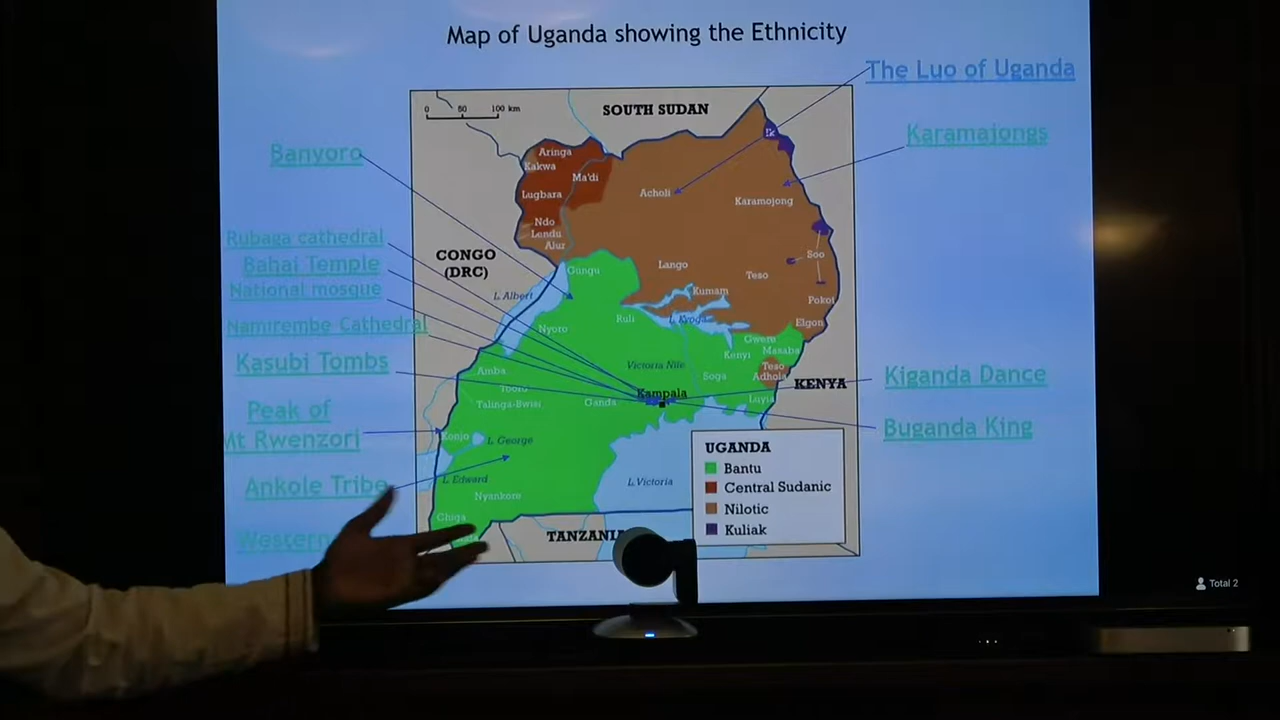 Map of Uganda showing the Ethnicity
The Luo of Uganda
Karamajongs
Banyoro
Rubaga cathedral
Bahai Temple
National mosque
Namirembe Cathedral
Kasubi Tombs
Peak of
Mt Rwenzori
Ankole Tribe
Western
Kiganda Dance
Buganda King
0 50 100 km
SOUTH SUDAN
Ik
Aringa
Kakwa
Ma'di
Lugbara
Acholi
Karamojong
Ndo
Lendu
Alur
CONGO
(DRC)
Soo
Gungu
Lango
Teso
L. Albert
Kumam
Pokot
Nyoro
Ruli
L. Kyoga
Elgon
Gwere
Kenyi
Masaba
Victoria Nile
Amba
Teso
Soga
Adhola
KENYA
Tooro
Talinga-Bwisi
Ganda
Kampala
Luyia
Konjo
L. George
L. Edward
L. Victoria
Nyankore
Chiga
TANZANI
UGANDA
Bantu
Central Sudanic
Nilotic
Kuliak
Total 2